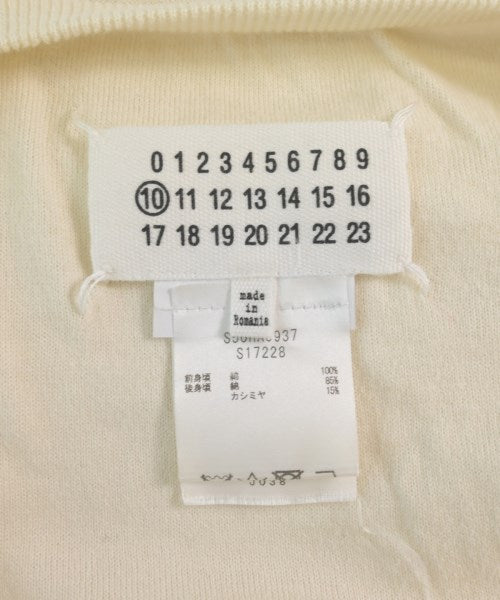 0 1 2 3 4 5 6 7 8 9
10 11 12 13 14 15 16
17 18 19 20 21 22 23
made
in
Romania
S17228
前身頃 綿 100%
後身頃 綿 85%
カシミヤ 15%